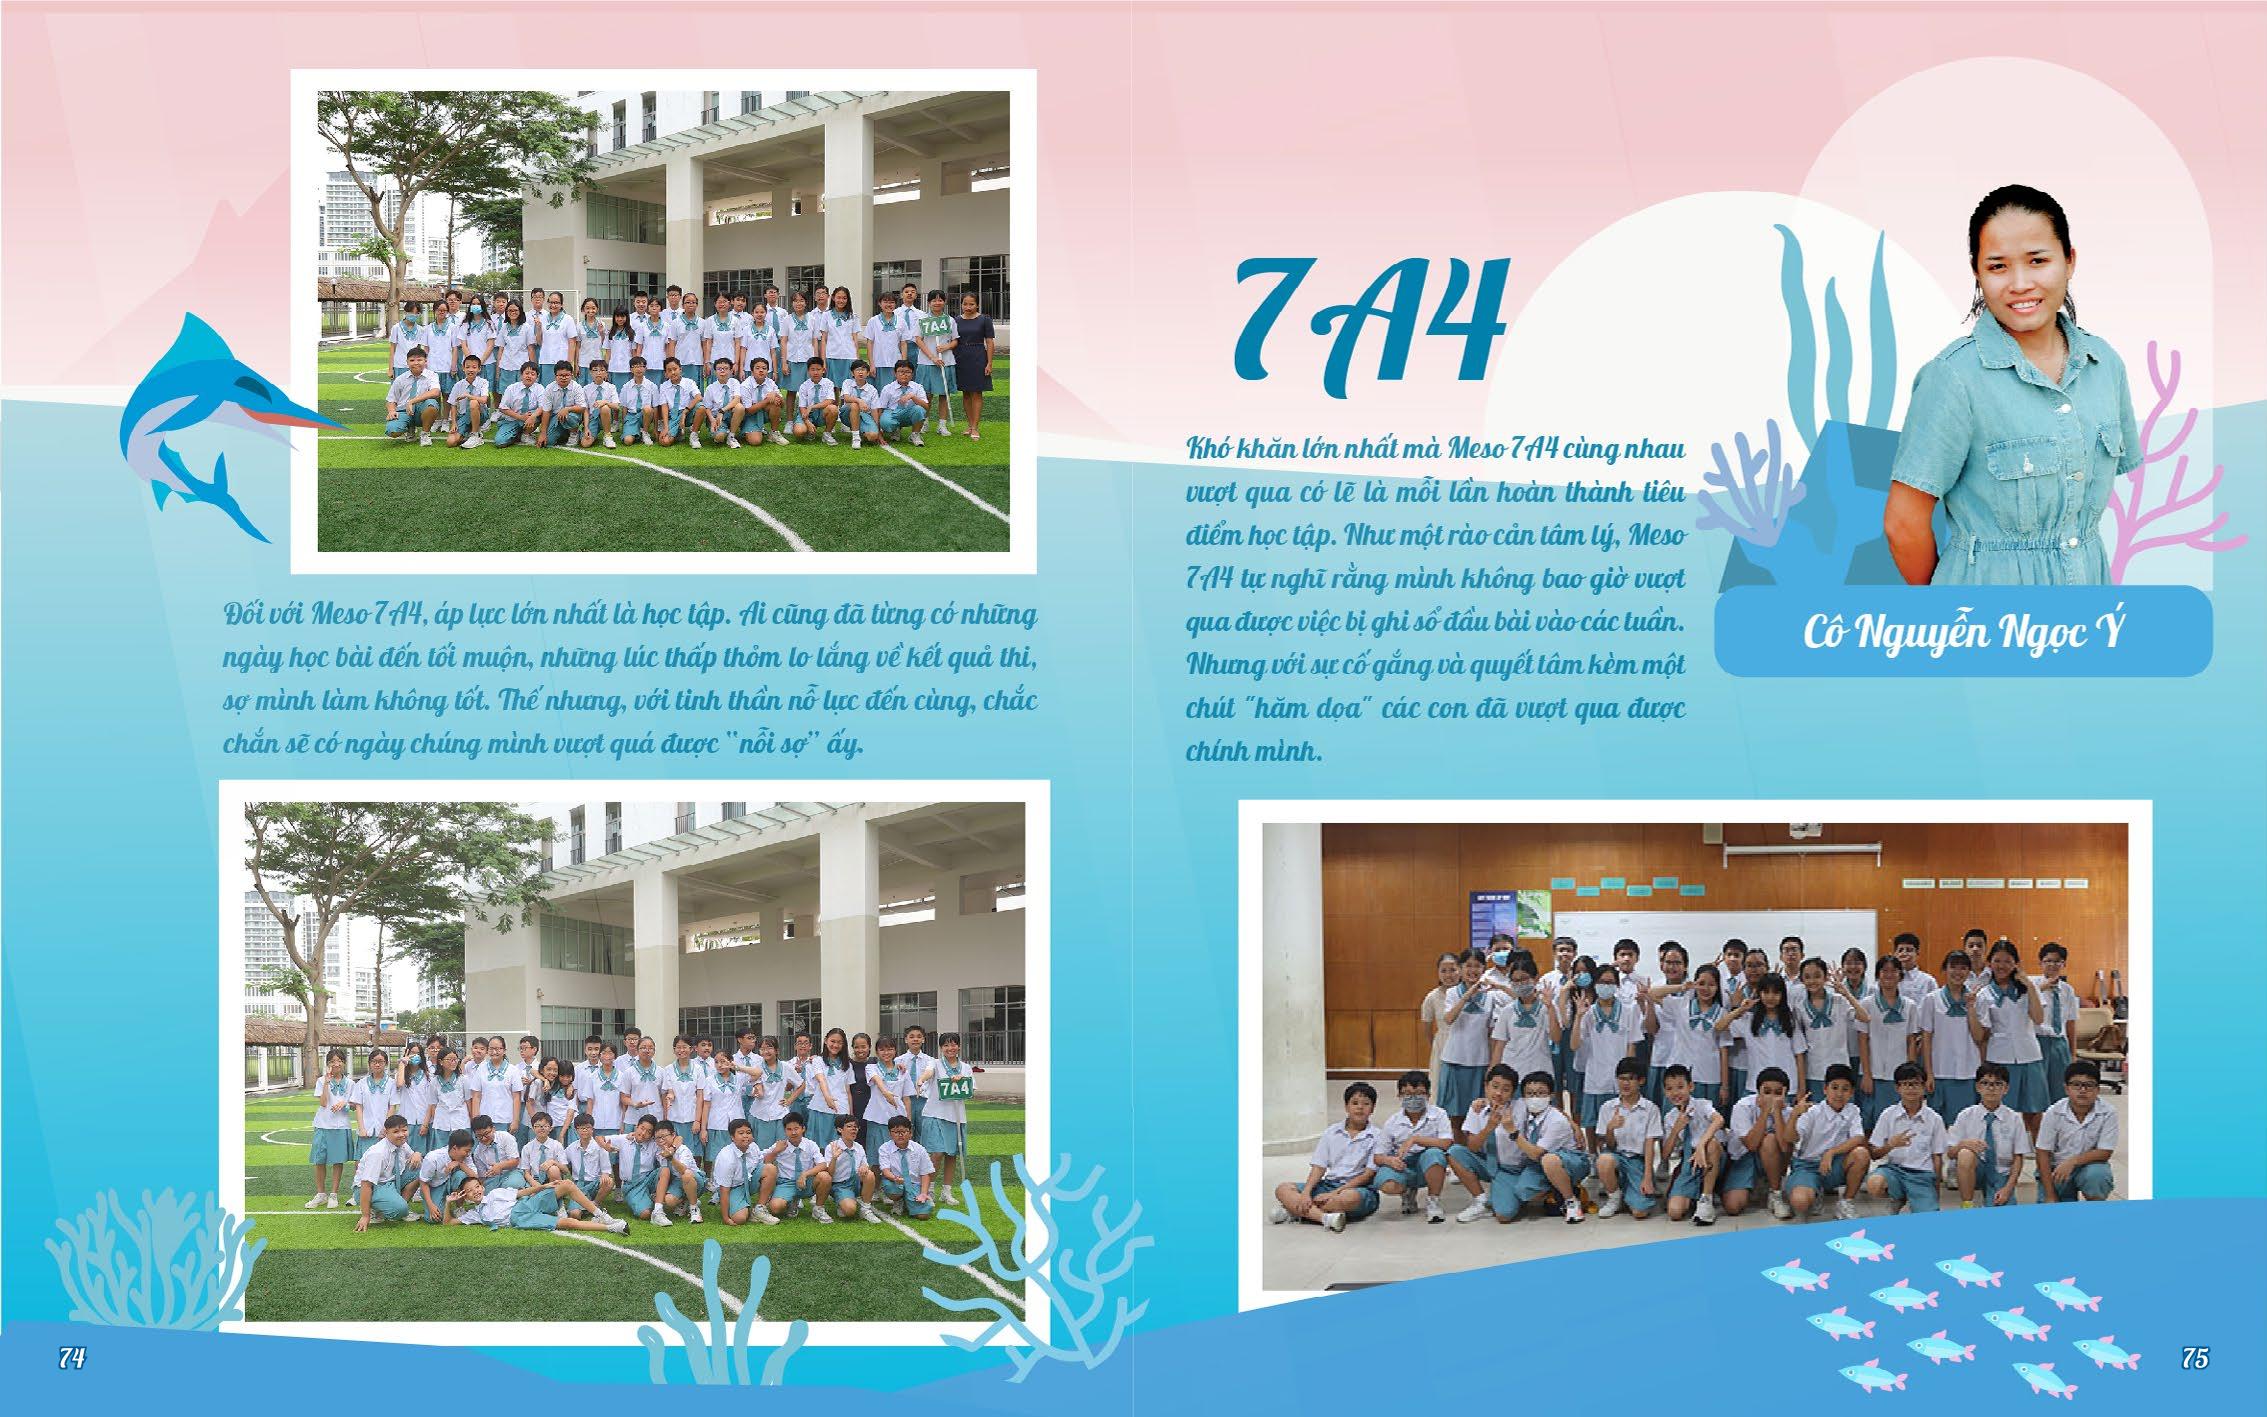 7A4
Đối với Meso 7A4, áp lực lớn nhất là học tập. Ai cũng đã từng có những
ngày học bài đến tối muộn, những lúc thấp thỏm lo lắng về kết quả thi,
sợ mình làm không tốt. Thế nhưng, với tinh thần nỗ lực đến cùng, chắc
chắn sẽ có ngày chúng mình vượt quá được “nỗi sợ” ấy.
7A4
74
7A4
Khó khăn lớn nhất mà Meso 7A4 cùng nhau
vượt qua có lẽ là mỗi lần hoàn thành tiêu
điểm học tập. Như một rào cản tâm lý, Meso
7A4 tự nghĩ rằng mình không bao giờ vượt
qua được việc bị ghi sổ đầu bài vào các tuần.
Nhưng với sự cố gắng và quyết tâm kèm một
chút "hăm dọa" các con đã vượt qua được
chính mình.
Cô Nguyễn Ngọc Ý
75